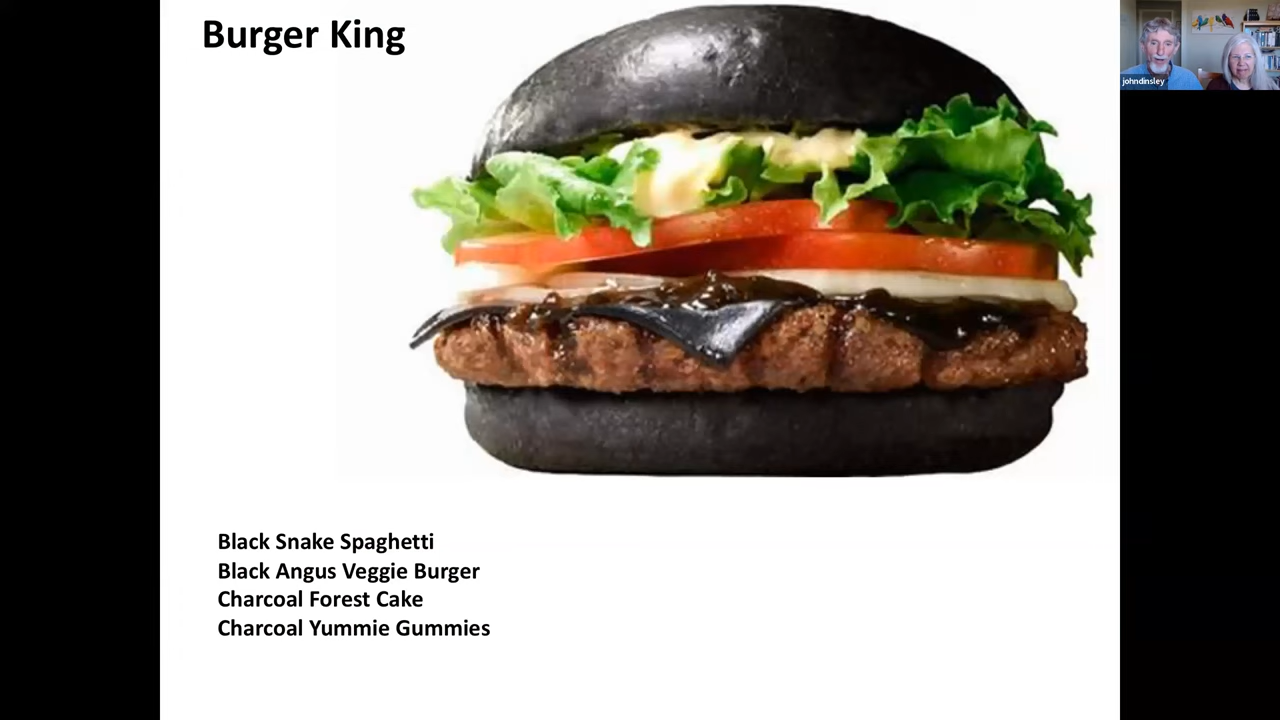 Burger King
johndinsley
Black Snake Spaghetti
Black Angus Veggie Burger
Charcoal Forest Cake
Charcoal Yummie Gummies